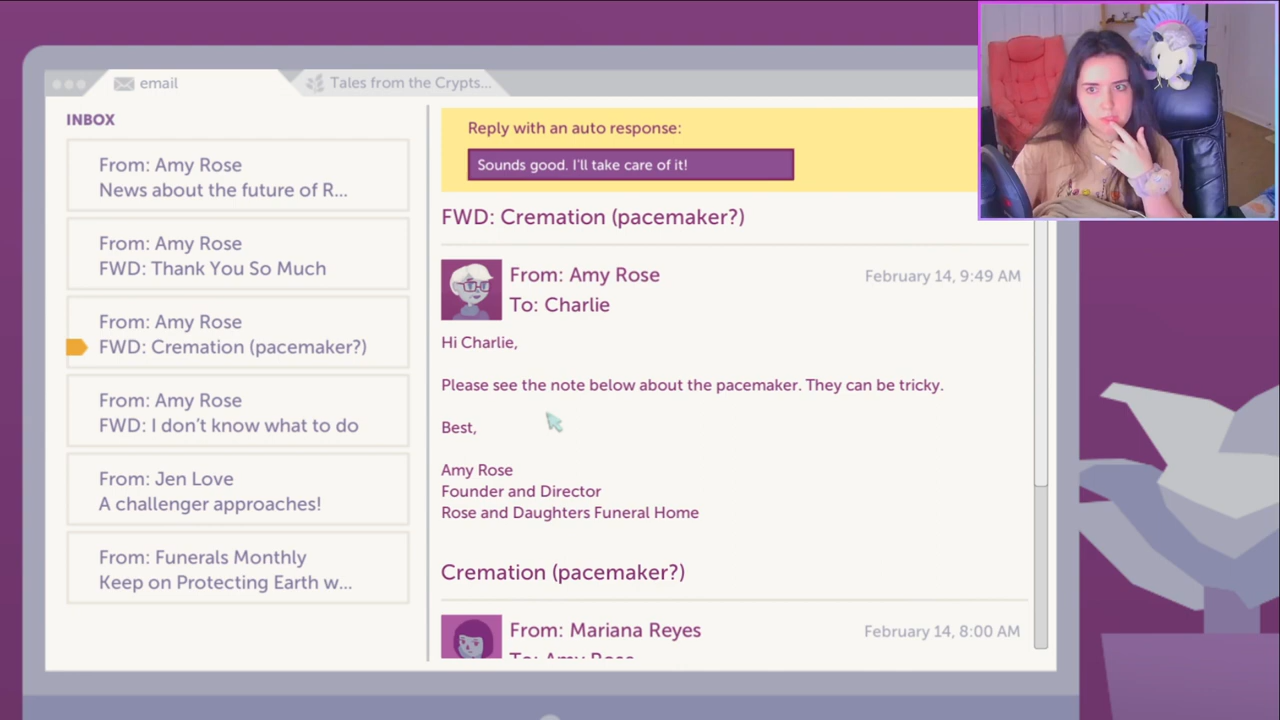 email
Tales from the Crypts...
INBOX
From: Amy Rose
News about the future of R...
From: Amy Rose
FWD: Thank You So Much
From: Amy Rose
FWD: Cremation (pacemaker?)
From: Amy Rose
FWD: I don't know what to do
From: Jen Love
A challenger approaches!
From: Funerals Monthly
Keep on Protecting Earth w...
Reply with an auto response:
Sounds good. I'll take care of it!
FWD: Cremation (pacemaker?)
From: Amy Rose
February 14, 9:49 AM
To: Charlie
Hi Charlie,
Please see the note below about the pacemaker. They can be tricky.
Best,
Amy Rose
Founder and Director
Rose and Daughters Funeral Home
Cremation (pacemaker?)
From: Mariana Reyes
February 14, 8:00 AM
To: Amy Rose